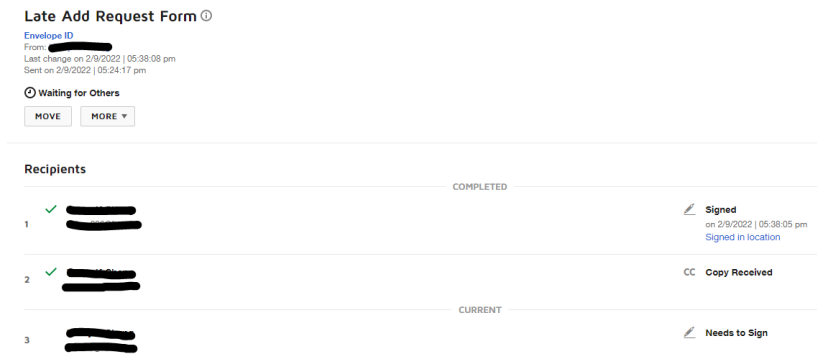 Late Add Request Form
Envelope ID
From:
Last change on 2/9/2022 | 05:38:08 pm
Sent on 2/9/2022 | 05:24:17 pm
Waiting for Others
MOVE
MORE
Recipients
COMPLETED
1
Signed
on 2/9/2022 | 05:38:05 pm
Signed in location
2
CC Copy Received
CURRENT
3
Needs to Sign